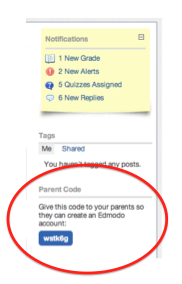 Notifications
1 New Grade
2 New Alerts
5 Quizzes Assigned
6 New Replies
Tags
Me Shared
You haven't tagged any posts.
Parent Code
Give this code to your parents so
they can create an Edmodo
account:
wstk6g